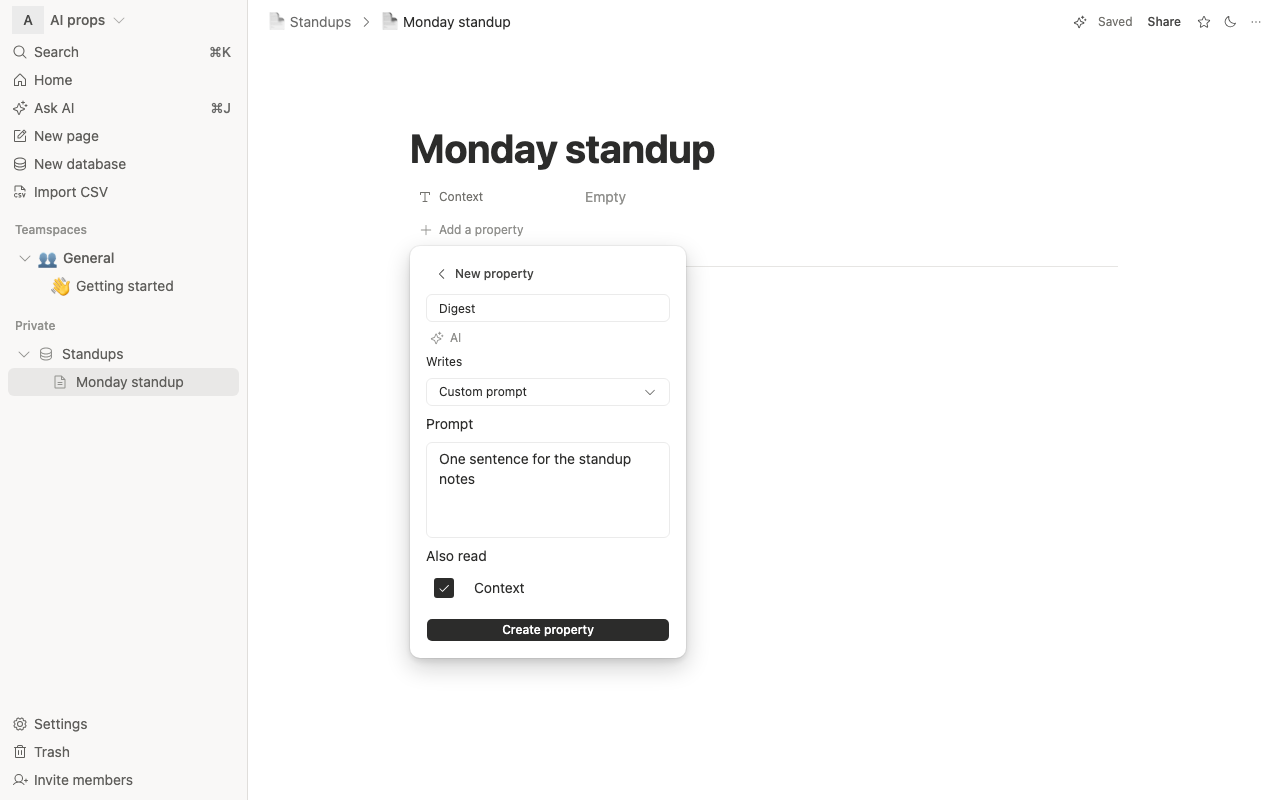 A AI props
Search ⌘K
Home
Ask AI ⌘J
New page
New database
Import CSV
Teamspaces
General
Getting started
Private
Standups
Monday standup
Settings
Trash
Invite members
Standups Monday standup
Saved Share
Monday standup
Context Empty
Add a property
New property
Digest
AI
Writes
Custom prompt
Prompt
One sentence for the standup
notes
Also read
Context
Create property